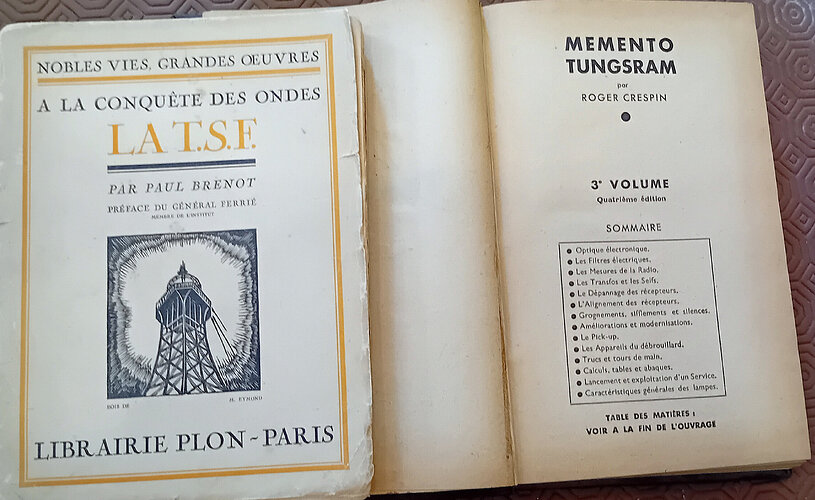 NOBLES VIES, GRANDES ŒUVRES
A LA CONQUÊTE DES ONDES
LA T.S.F.
PAR PAUL BRENOT
PRÉFACE DU GÉNÉRAL FERRIÉ
MEMBRE DE L'INSTITUT
BOIS DE M. EYMONU
LIBRAIRIE PLON - PARIS
MEMENTO
TUNGSRAM
par
ROGER CRESPIN
3e VOLUME
Quatrième édition
SOMMAIRE
● Optique électronique.
● Les Filtres électriques.
● Les Mesures de la Radio.
● Les Transfos et les Selfs.
● Le Dépannage des récepteurs.
● L'Alignement des récepteurs.
● Grognements, sifflements et silences.
● Améliorations et modernisations.
● Le Pick-up.
● Les Appareils du débrouillard.
● Trucs et tours de main.
● Calculs, tables et abaques.
● Lancement et exploitation d'un Service.
● Caractéristiques générales des lampes.
TABLE DES MATIÈRES :
VOIR A LA FIN DE L'OUVRAGE